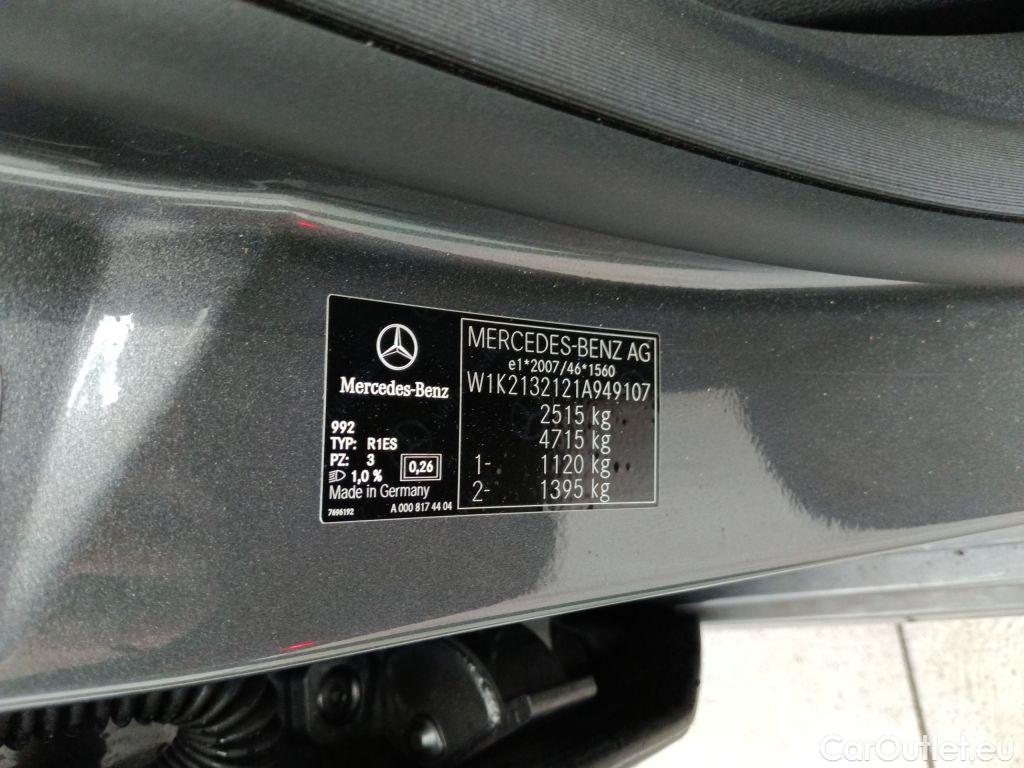 Mercedes-Benz
992
TYP: R1ES
PZ: 3
1,0 % 0,26
Made in Germany
7696192 A 000 817 44 04
MERCEDES-BENZ AG
e1*2007/46*1560
W1K2132121A949107
2515 kg
4715 kg
1- 1120 kg
2- 1395 kg
CarOutlet.eu